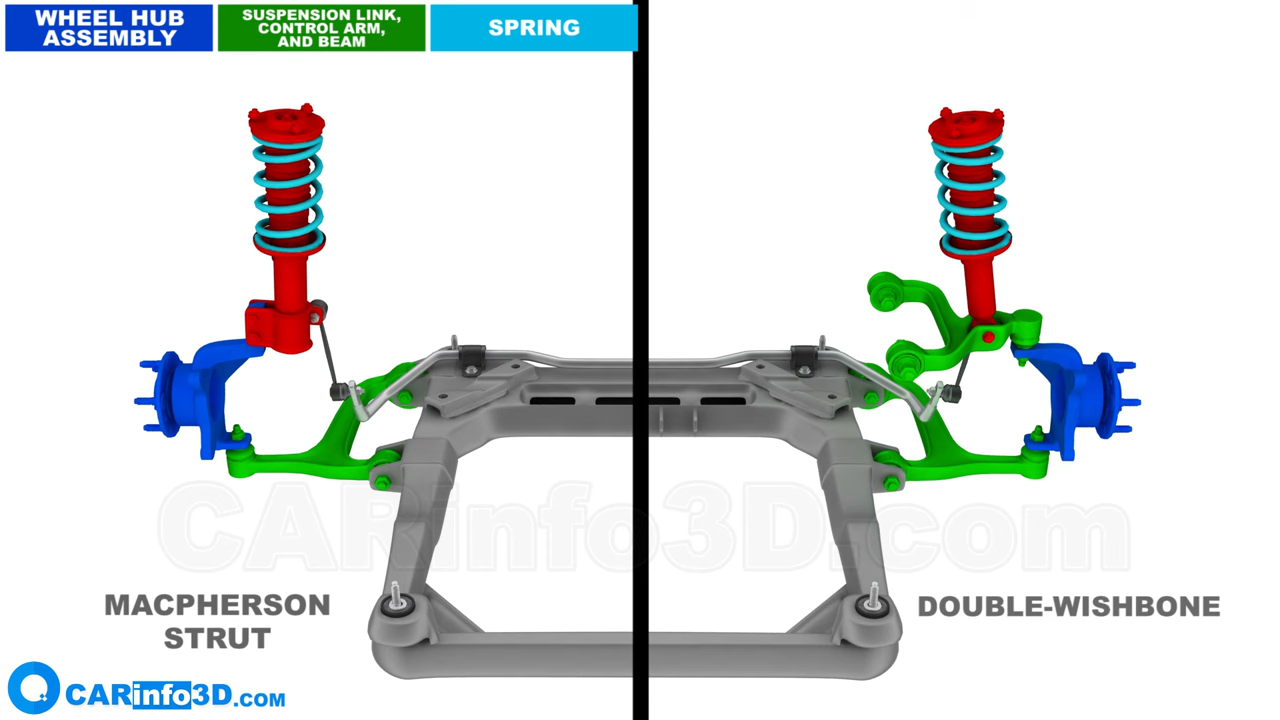 WHEEL HUB
ASSEMBLY
SUSPENSION LINK,
CONTROL ARM,
AND BEAM
SPRING
CARinfo3D.com
MACPHERSON
STRUT
DOUBLE-WISHBONE
CARinfo3D.COM